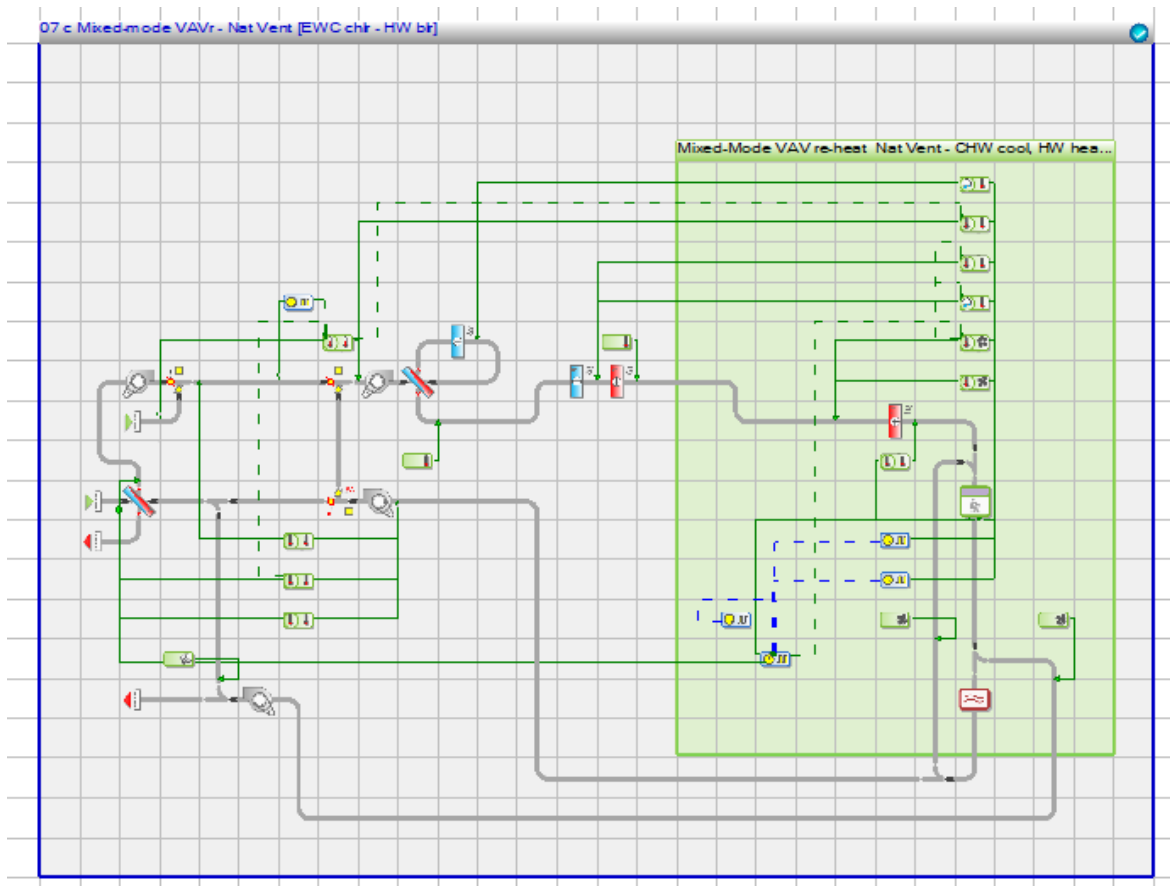 07 c Mixed-mode VAVr - Nat Vent [EWC chlr - HW blr]
Mixed-Mode VAV re-heat Nat Vent - CHW cool, HW hea...